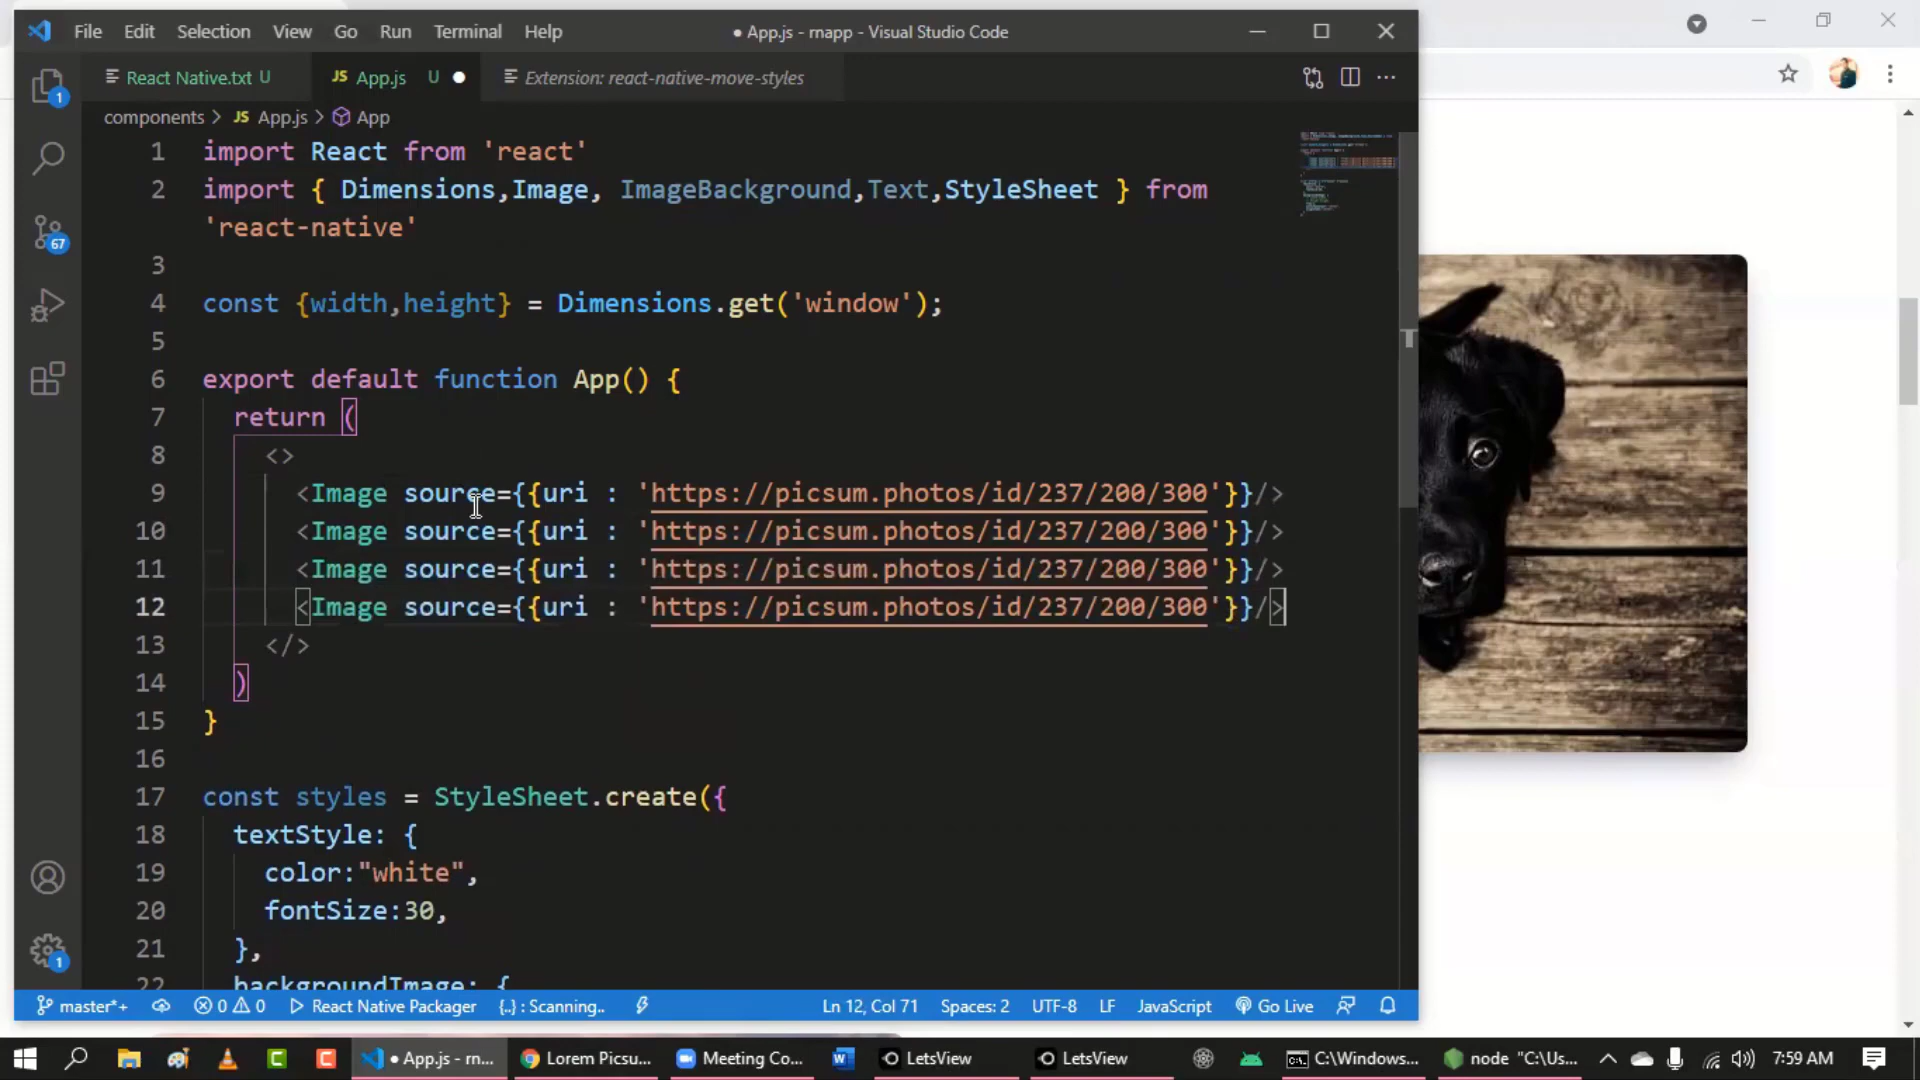 File Edit Selection View Go Run Terminal Help ● App.js - rnapp - Visual Studio Code
React Native.txt U JS App.js U ● Extension: react-native-move-styles
components > JS App.js > App
1 import React from 'react'
2 import { Dimensions,Image, ImageBackground,Text,StyleSheet } from
'react-native'
3
4 const {width,height} = Dimensions.get('window');
5
6 export default function App() {
7 return (
8 <>
9 <Image source={{uri : 'https://picsum.photos/id/237/200/300'}}/>
10 <Image source={{uri : 'https://picsum.photos/id/237/200/300'}}/>
11 <Image source={{uri : 'https://picsum.photos/id/237/200/300'}}/>
12 <Image source={{uri : 'https://picsum.photos/id/237/200/300'}}/>
13 </>
14 )
15 }
16
17 const styles = StyleSheet.create({
18 textStyle: {
19 color:"white",
20 fontSize:30,
21 },
22 backgroundImage: {
1
67
1
master*+ 0 0 React Native Packager {..} : Scanning.. Ln 12, Col 71 Spaces: 2 UTF-8 LF JavaScript Go Live
● App.js - rn... Lorem Picsu... Meeting Co... LetsView LetsView C:\Windows... node "C:\Us... 7:59 AM